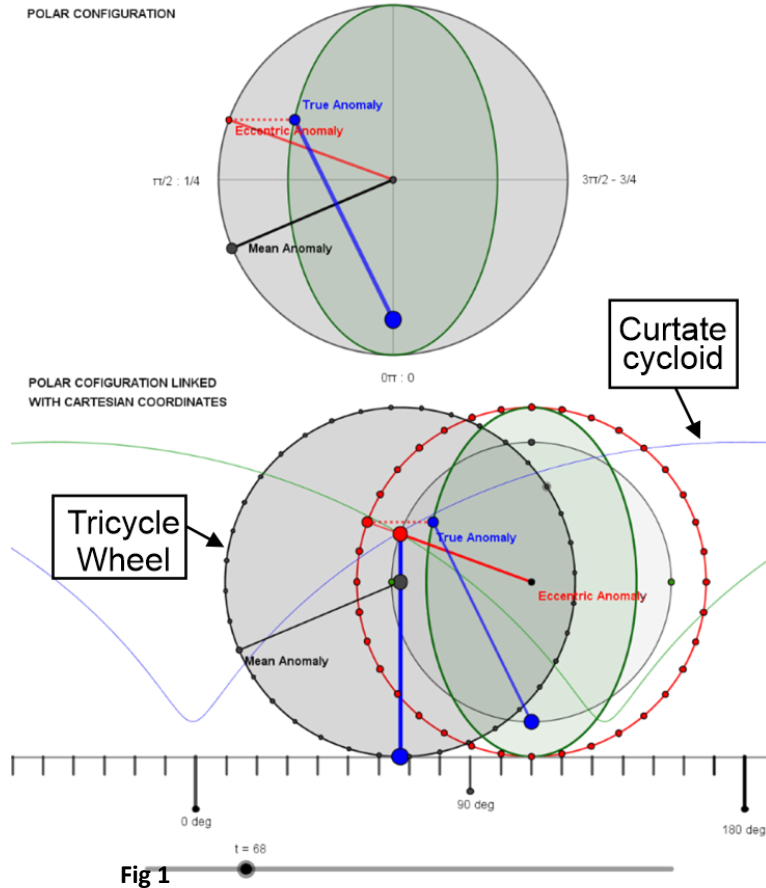 POLAR CONFIGURATION
True Anomaly
Eccentric Anomaly
π/2 : 1/4
3π/2 - 3/4
Mean Anomaly
0π : 0
Curtate
cycloid
POLAR COFIGURATION LINKED
WITH CARTESIAN COORDINATES
Tricycle
Wheel
True Anomaly
Eccentric Anomaly
Mean Anomaly
0 deg
90 deg
180 deg
t = 68
Fig 1